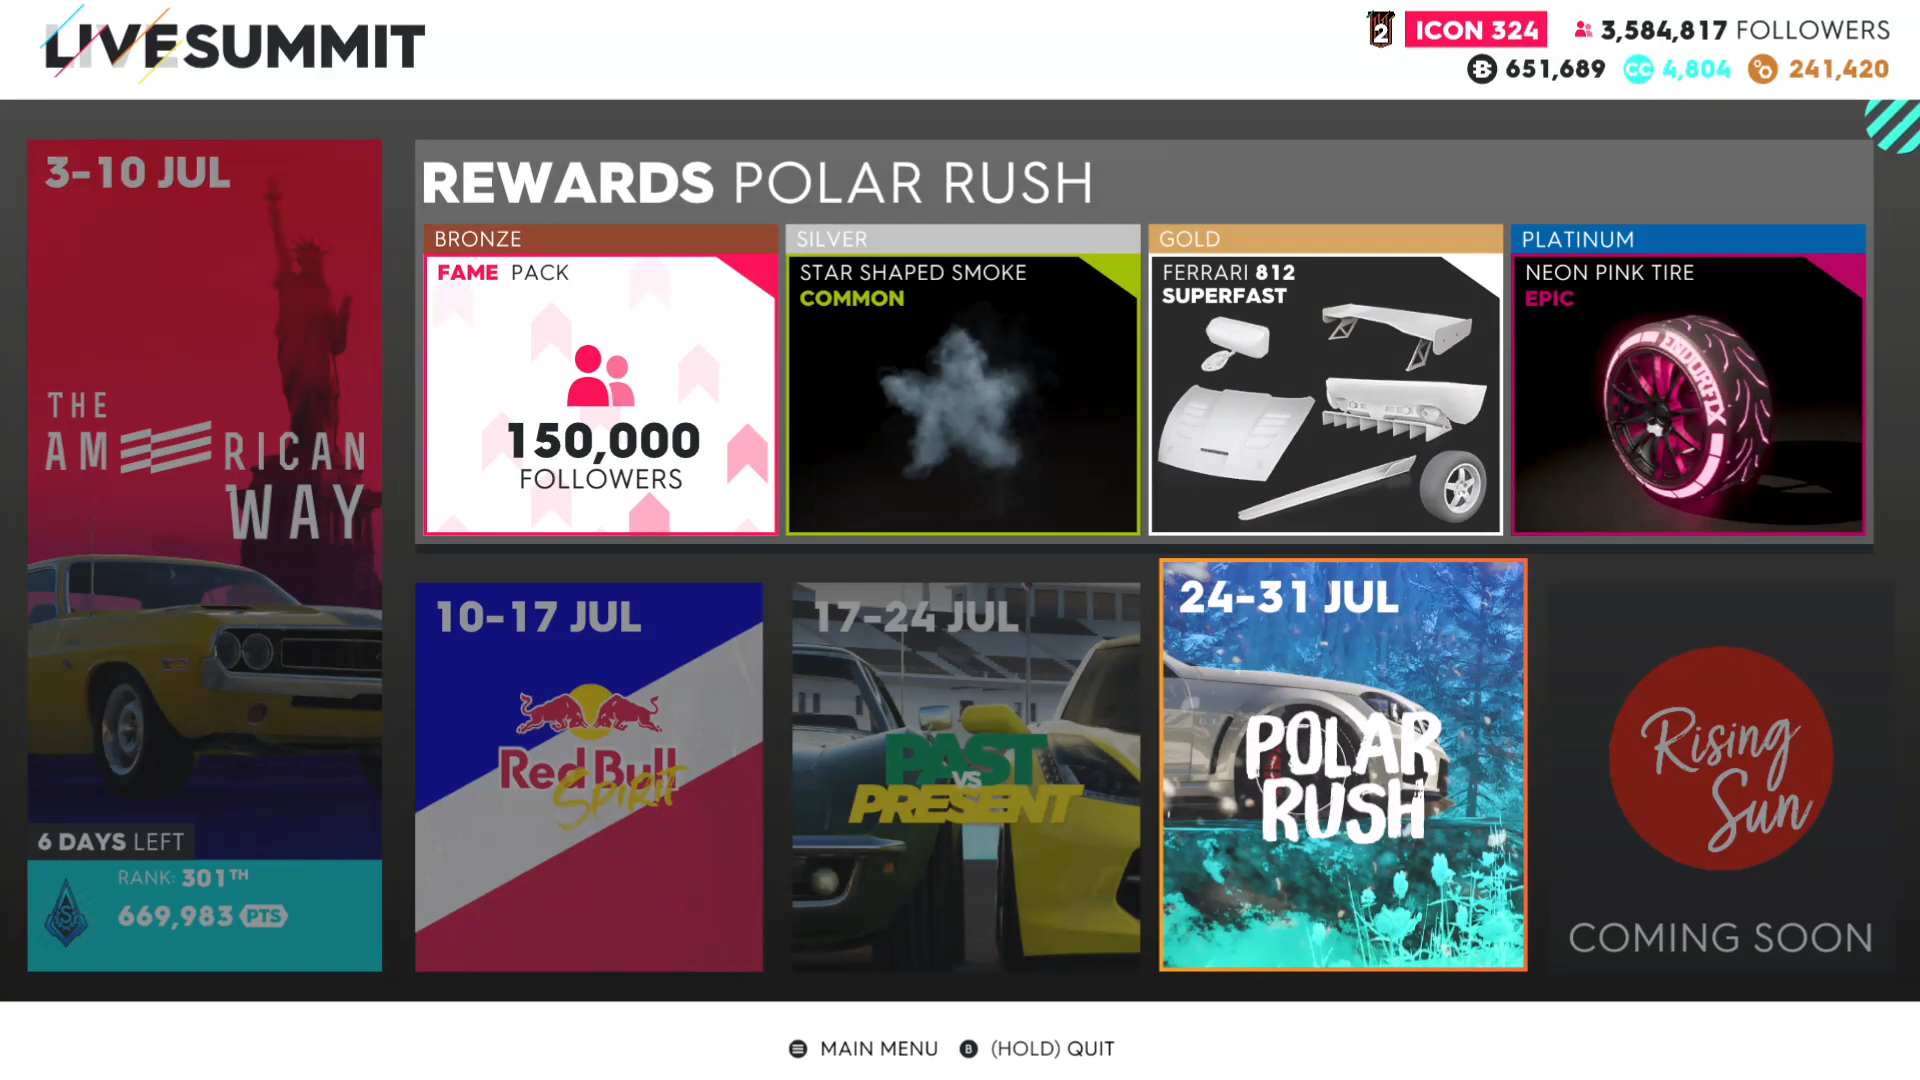 LIVESUMMIT
2 ICON 324 3,584,817 FOLLOWERS
651,689 CC 4,804 241,420
3-10 JUL
THE
AMERICAN
WAY
6 DAYS LEFT
RANK: 301TH
669,983 PTS
REWARDS POLAR RUSH
BRONZE
FAME PACK
150,000
FOLLOWERS
SILVER
STAR SHAPED SMOKE
COMMON
GOLD
FERRARI 812
SUPERFAST
PLATINUM
NEON PINK TIRE
EPIC
ENDORFIX
10-17 JUL
Red Bull
SPIRIT
17-24 JUL
PAST
VS
PRESENT
24-31 JUL
POLAR
RUSH
Rising
Sun
COMING SOON
MAIN MENU B (HOLD) QUIT